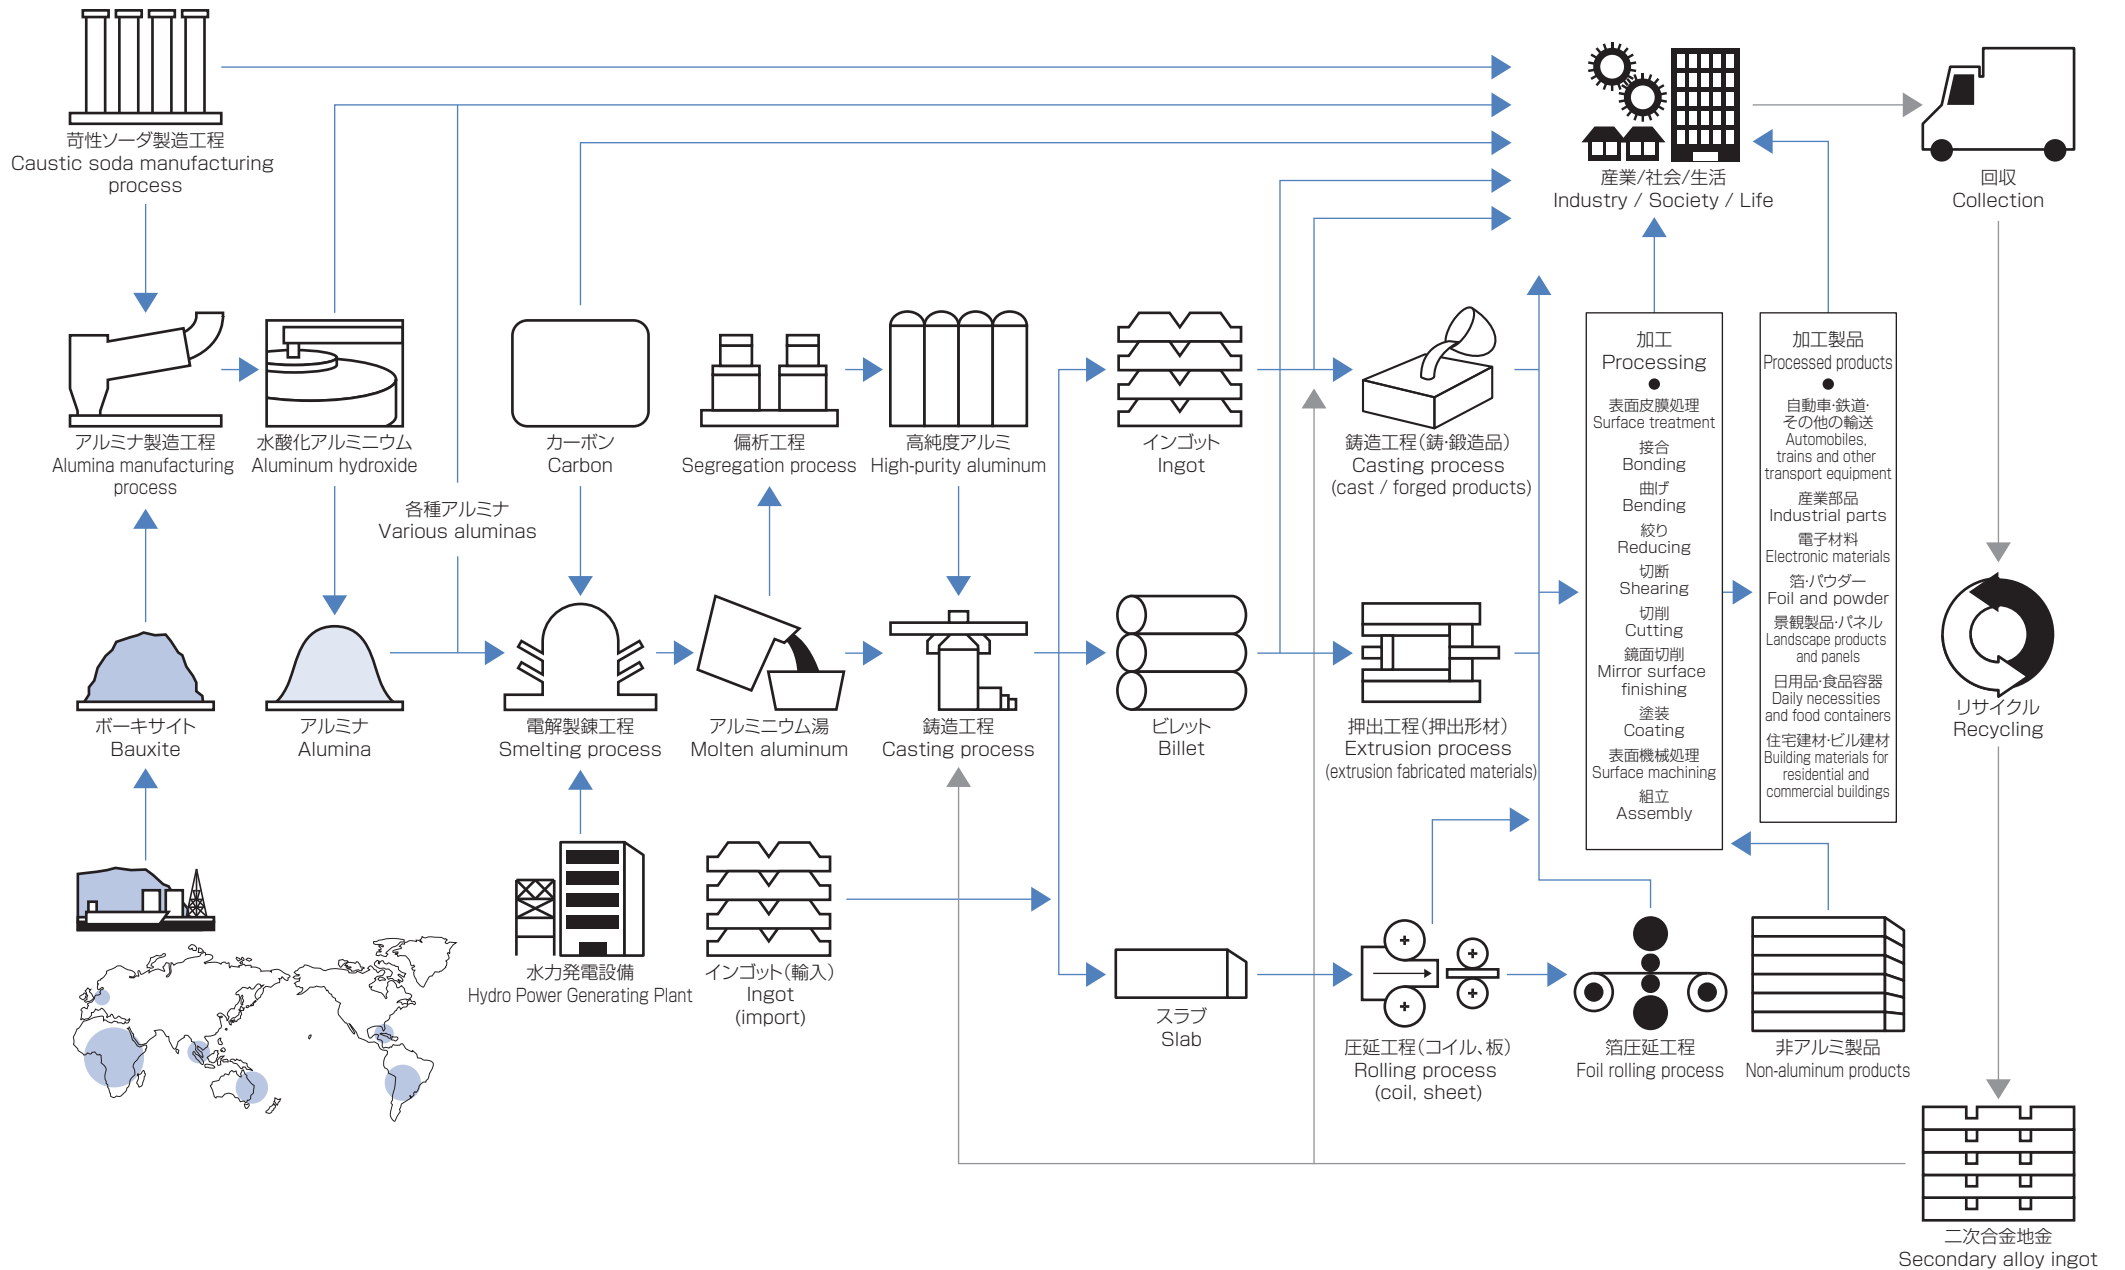 苛性ソーダ製造工程
Caustic soda manufacturing
process
産業/社会/生活
Industry / Society / Life
回収
Collection
アルミナ製造工程
Alumina manufacturing
process
水酸化アルミニウム
Aluminum hydroxide
各種アルミナ
Various aluminas
カーボン
Carbon
偏析工程
Segregation process
高純度アルミ
High-purity aluminum
インゴット
Ingot
鋳造工程（鋳・鍛造品）
Casting process
(cast / forged products)
加工
Processing
●
表面皮膜処理
Surface treatment
接合
Bonding
曲げ
Bending
絞り
Reducing
切断
Shearing
切削
Cutting
鏡面切削
Mirror surface
finishing
塗装
Coating
表面機械処理
Surface machining
組立
Assembly
加工製品
Processed products
●
自動車・鉄道・
その他の輸送
Automobiles,
trains and other
transport equipment
産業部品
Industrial parts
電子材料
Electronic materials
箔・パウダー
Foil and powder
景観製品・パネル
Landscape products
and panels
日用品・食品容器
Daily necessities
and food containers
住宅建材・ビル建材
Building materials for
residential and
commercial buildings
ボーキサイト
Bauxite
アルミナ
Alumina
電解製錬工程
Smelting process
アルミニウム湯
Molten aluminum
鋳造工程
Casting process
ビレット
Billet
押出工程（押出形材）
Extrusion process
(extrusion fabricated materials)
リサイクル
Recycling
水力発電設備
Hydro Power Generating Plant
インゴット（輸入）
Ingot
(import)
スラブ
Slab
圧延工程（コイル、板）
Rolling process
(coil, sheet)
箔圧延工程
Foil rolling process
非アルミ製品
Non-aluminum products
二次合金地金
Secondary alloy ingot